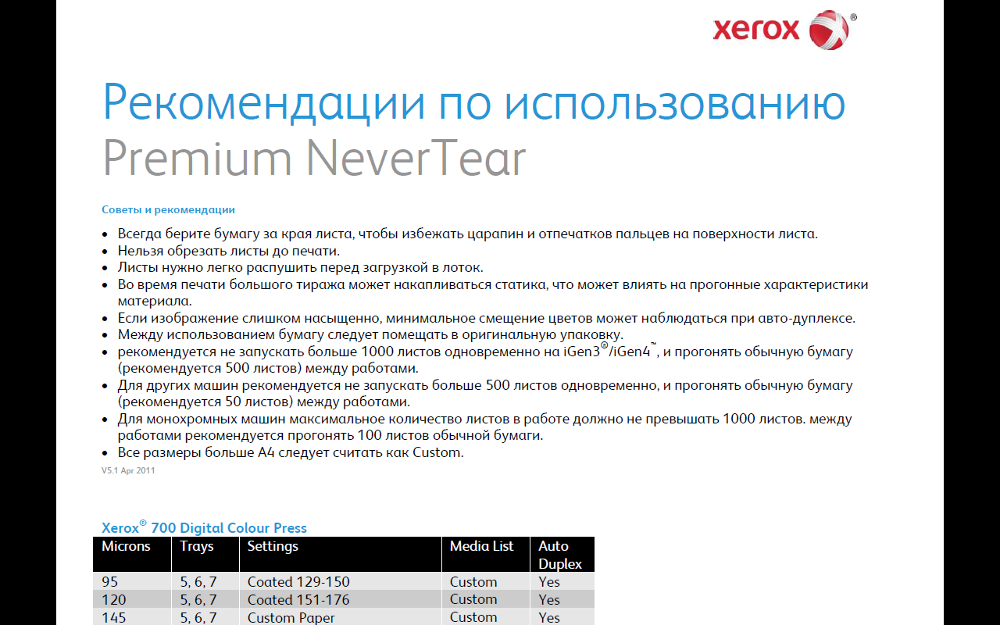 xerox ®
Рекомендации по использованию
Premium NeverTear
Советы и рекомендации
• Всегда берите бумагу за края листа, чтобы избежать царапин и отпечатков пальцев на поверхности листа.
• Нельзя обрезать листы до печати.
• Листы нужно легко распушить перед загрузкой в лоток.
• Во время печати большого тиража может накапливаться статика, что может влиять на прогонные характеристики
материала.
• Если изображение слишком насыщенно, минимальное смещение цветов может наблюдаться при авто-дуплексе.
• Между использованием бумагу следует помещать в оригинальную упаковку.
• рекомендуется не запускать больше 1000 листов одновременно на iGen3®/iGen4™, и прогонять обычную бумагу
(рекомендуется 500 листов) между работами.
• Для других машин рекомендуется не запускать больше 500 листов одновременно, и прогонять обычную бумагу
(рекомендуется 50 листов) между работами.
• Для монохромных машин максимальное количество листов в работе должно не превышать 1000 листов. между
работами рекомендуется прогонять 100 листов обычной бумаги.
• Все размеры больше А4 следует считать как Custom.
V5.1 Apr 2011
Xerox® 700 Digital Colour Press
Microns Trays Settings Media List Auto
Duplex
95 5, 6, 7 Coated 129-150 Custom Yes
120 5, 6, 7 Coated 151-176 Custom Yes
145 5, 6, 7 Custom Paper Custom Yes